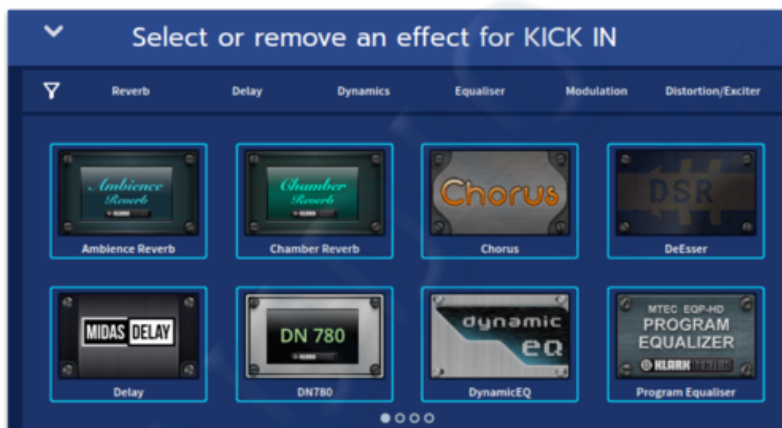 Select or remove an effect for KICK IN
Reverb Delay Dynamics Equaliser Modulation Distortion/Exciter
Ambience
Reverb
KLARK
Ambience Reverb
Chamber
Reverb
KLARK
Chamber Reverb
Chorus
Chorus
DSR
DeEsser
MIDAS DELAY
Delay
DN 780
DN780
dynamic
eq
DynamicEQ
MTEC EQP-HD
PROGRAM
EQUALIZER
KLARK TEKNIK
Program Equaliser